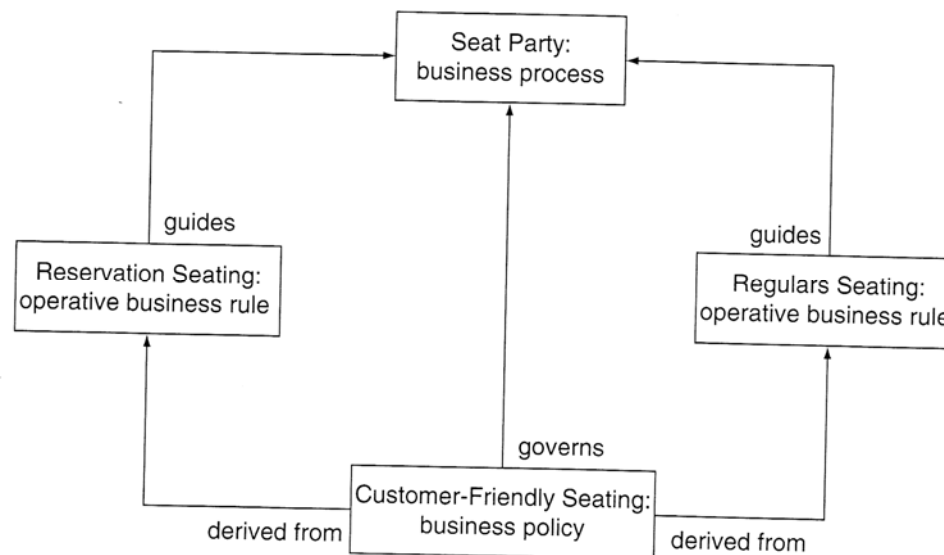 Seat Party:
business process
guides
guides
Reservation Seating:
operative business rule
Regulars Seating:
operative business rule
governs
Customer-Friendly Seating:
business policy
derived from
derived from